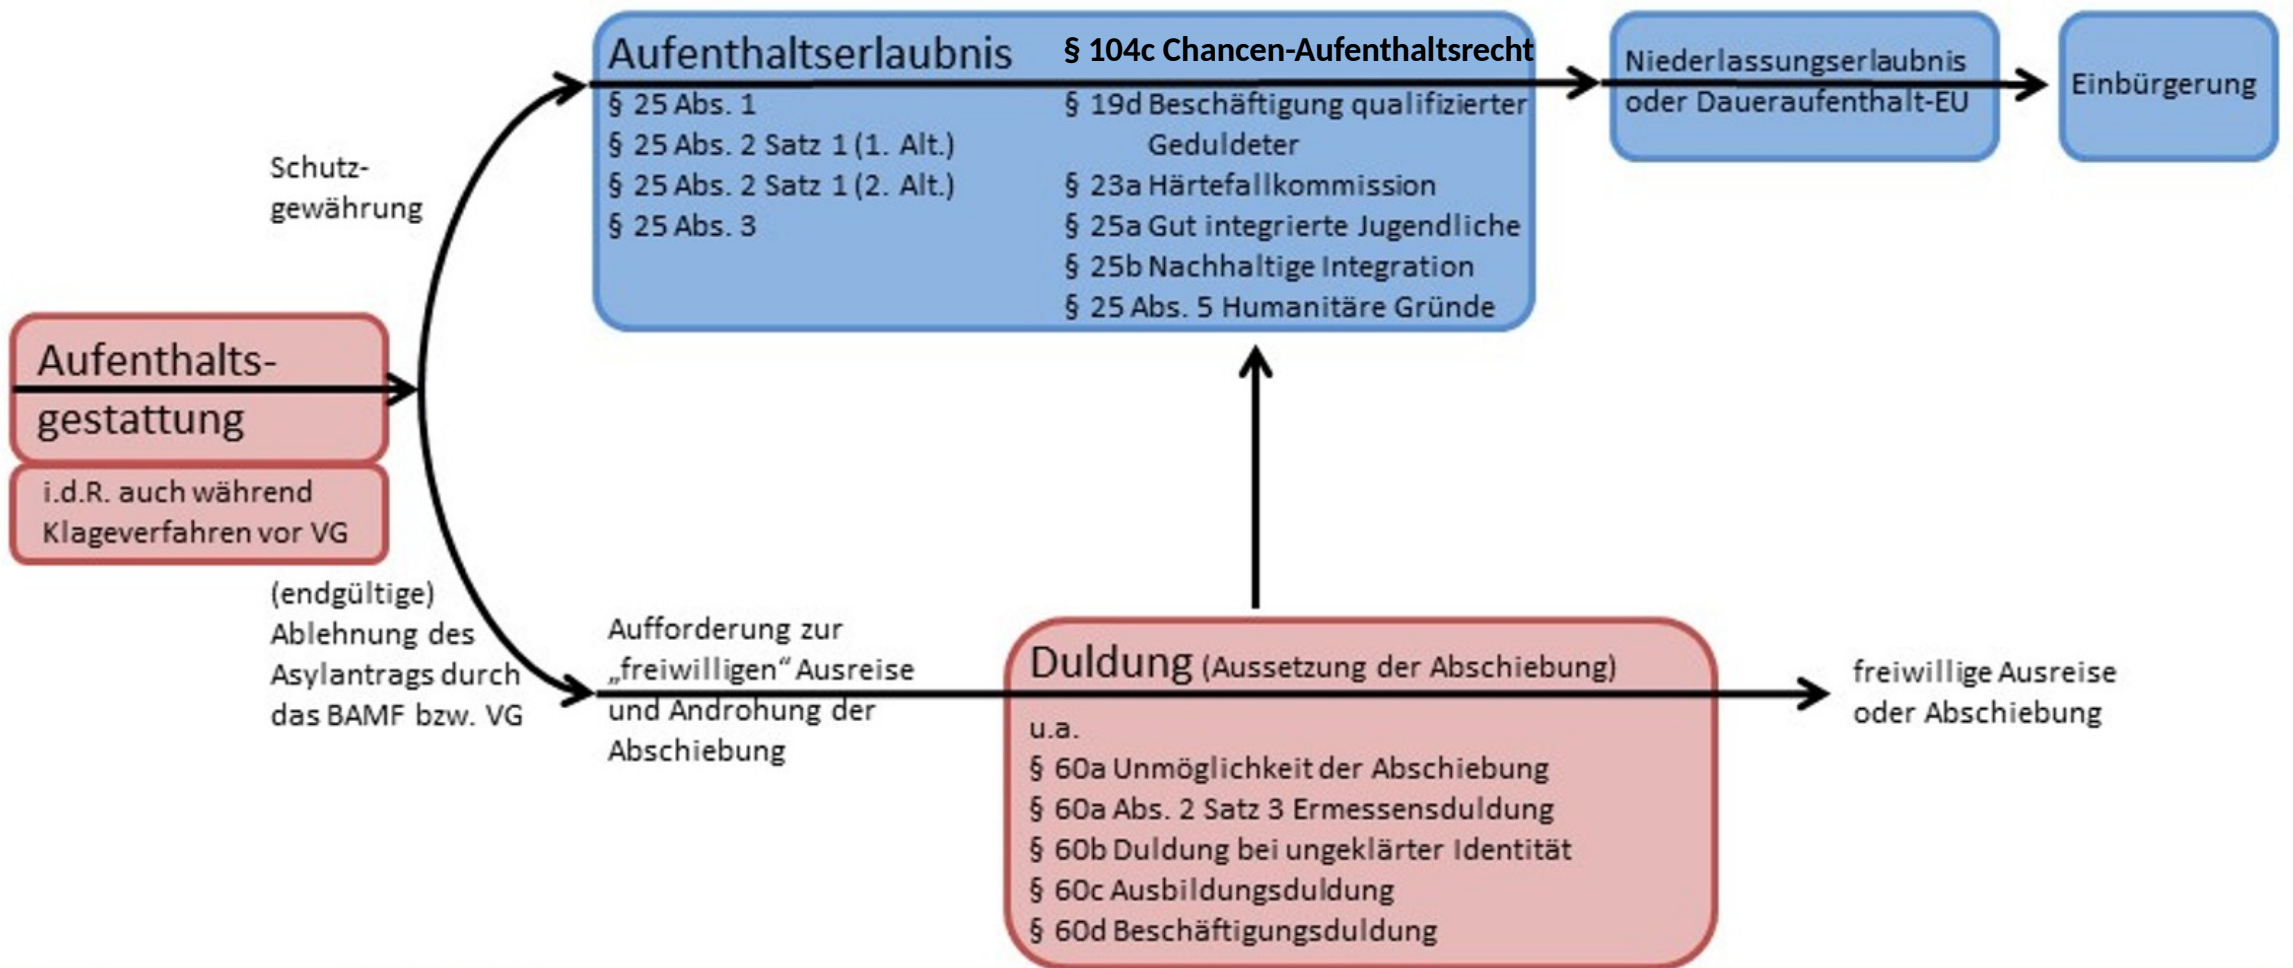 Aufenthaltserlaubnis
§ 25 Abs. 1
§ 25 Abs. 2 Satz 1 (1. Alt.)
§ 25 Abs. 2 Satz 1 (2. Alt.)
§ 25 Abs. 3
§ 104c Chancen-Aufenthaltsrecht
§ 19d Beschäftigung qualifizierter
Geduldeter
§ 23a Härtefallkommission
§ 25a Gut integrierte Jugendliche
§ 25b Nachhaltige Integration
§ 25 Abs. 5 Humanitäre Gründe
Niederlassungserlaubnis
oder Daueraufenthalt-EU
Einbürgerung
Schutz-
gewährung
Aufenthalts-
gestattung
i.d.R. auch während
Klageverfahren vor VG
(endgültige)
Ablehnung des
Asylantrags durch
das BAMF bzw. VG
Aufforderung zur
„freiwilligen“ Ausreise
und Androhung der
Abschiebung
Duldung (Aussetzung der Abschiebung)
u.a.
§ 60a Unmöglichkeit der Abschiebung
§ 60a Abs. 2 Satz 3 Ermessensduldung
§ 60b Duldung bei ungeklärter Identität
§ 60c Ausbildungsduldung
§ 60d Beschäftigungsduldung
freiwillige Ausreise
oder Abschiebung